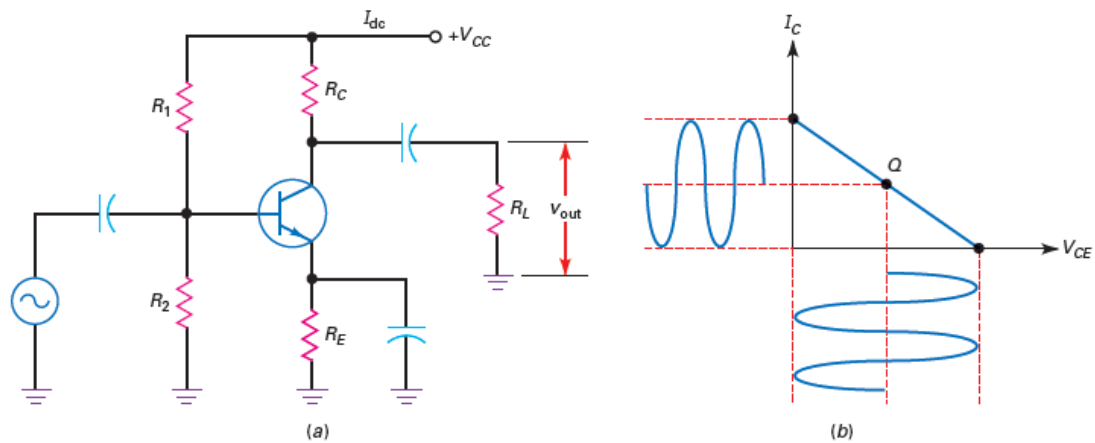 I_dc
+V_CC
R_1
R_C
R_L
v_out
R_2
R_E
(a)
I_C
Q
V_CE
(b)